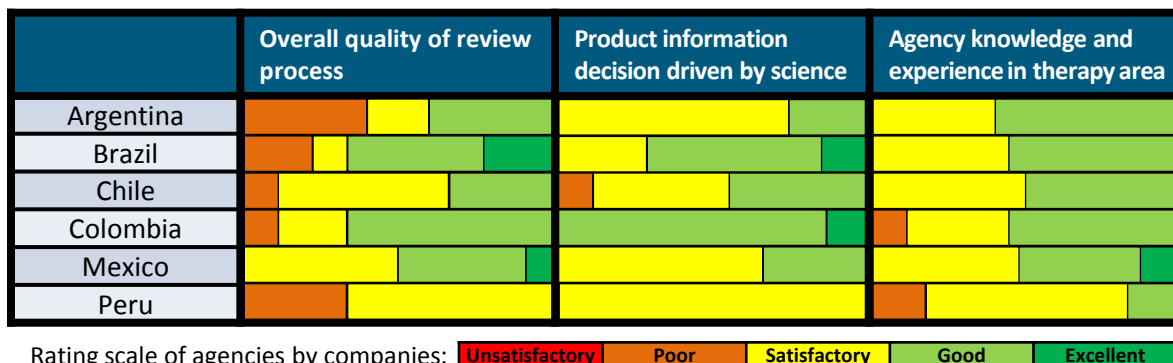 Overall quality of review
process
Product information
decision driven by science
Agency knowledge and
experience in therapy area
Argentina
Brazil
Chile
Colombia
Mexico
Peru
Rating scale of agencies by companies: Unsatisfactory Poor Satisfactory Good Excellent